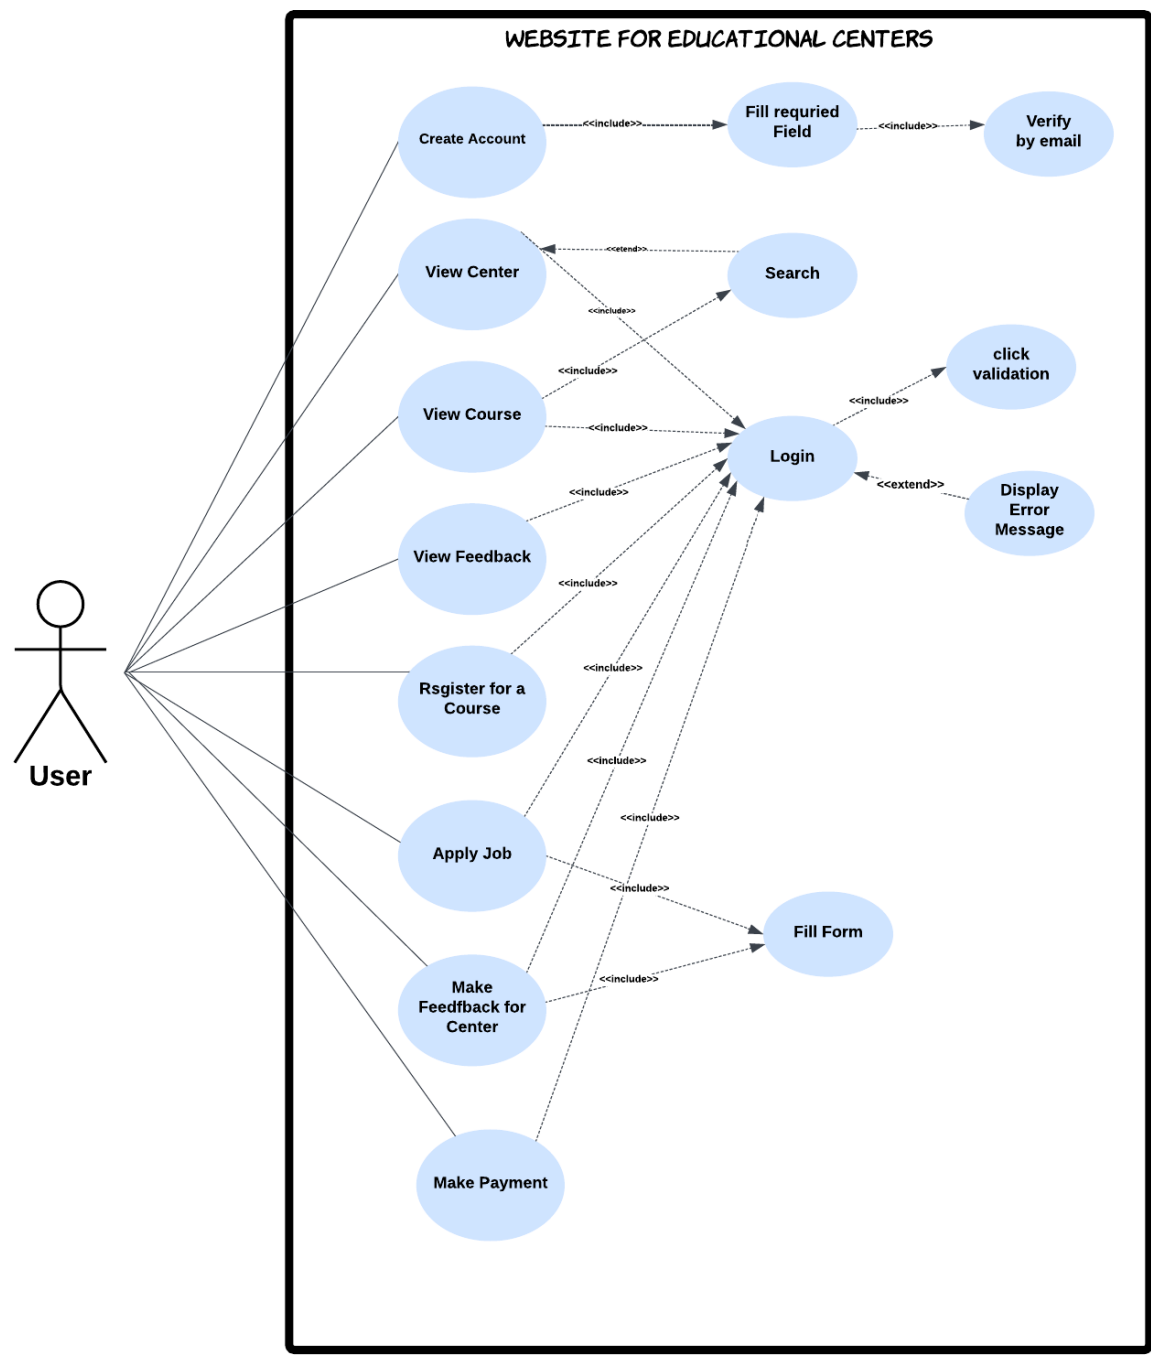 WEBSITE FOR EDUCATIONAL CENTERS
Create Account
<<include>>
Fill requried
Field
<<include>>
Verify
by email
View Center
<<etend>>
Search
<<include>>
click
validation
<<include>>
<<include>>
View Course
<<include>>
Login
<<extend>>
Display
Error
Message
<<include>>
View Feedback
<<include>>
Rsgister for a
Course
<<include>>
<<include>>
<<include>>
Apply Job
<<include>>
Fill Form
<<include>>
Make
Feedfback for
Center
Make Payment
User